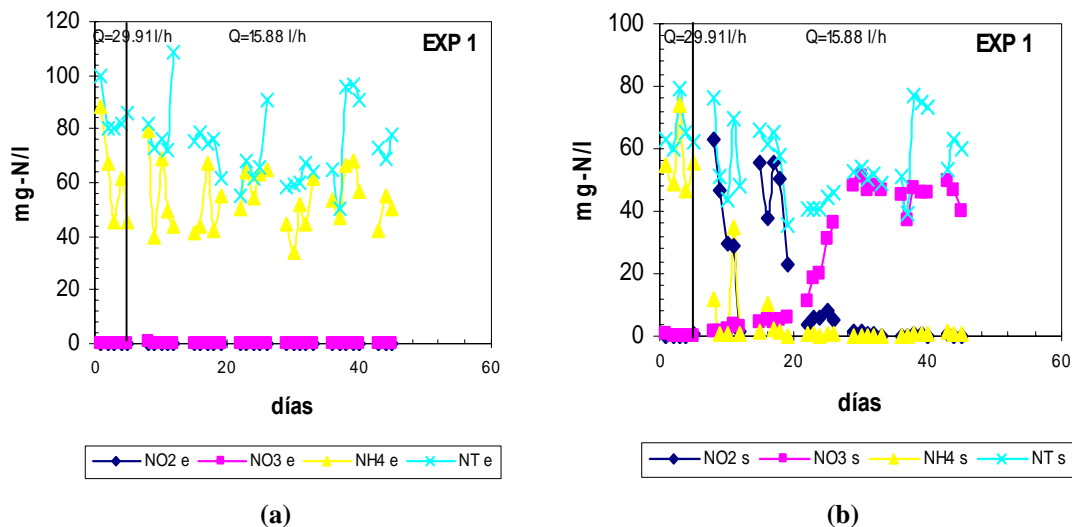 Q=29.91l/h Q=15.88 l/h EXP 1
mg-N/l
120
100
80
60
40
20
0
0 20 40 60
días
NO2 e NO3 e NH4 e NT e
(a)
Q=29.91l/h Q=15.88 l/h EXP 1
mg-N/l
100
80
60
40
20
0
0 20 40 60
días
NO2 s NO3 s NH4 s NT s
(b)